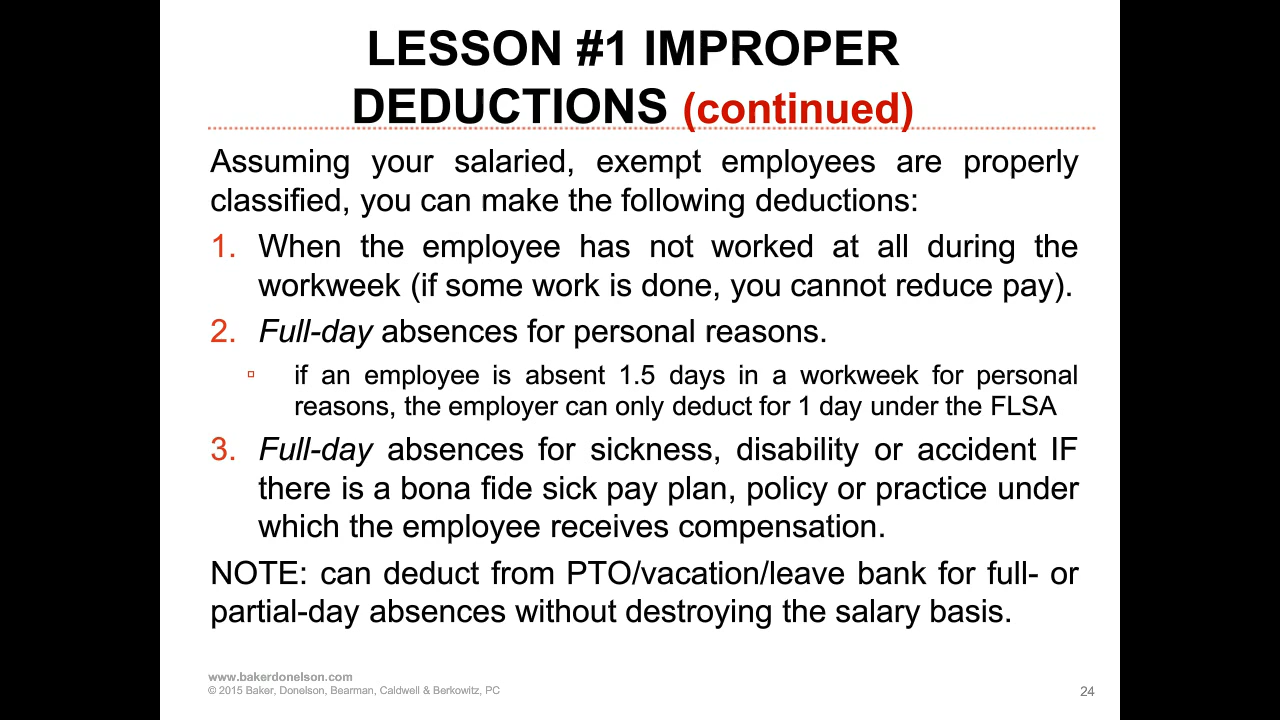 LESSON #1 IMPROPER
DEDUCTIONS (continued)
Assuming your salaried, exempt employees are properly
classified, you can make the following deductions:
1. When the employee has not worked at all during the
workweek (if some work is done, you cannot reduce pay).
2. Full-day absences for personal reasons.
▫ if an employee is absent 1.5 days in a workweek for personal
reasons, the employer can only deduct for 1 day under the FLSA
3. Full-day absences for sickness, disability or accident IF
there is a bona fide sick pay plan, policy or practice under
which the employee receives compensation.
NOTE: can deduct from PTO/vacation/leave bank for full- or
partial-day absences without destroying the salary basis.
www.bakerdonelson.com
© 2015 Baker, Donelson, Bearman, Caldwell & Berkowitz, PC
24